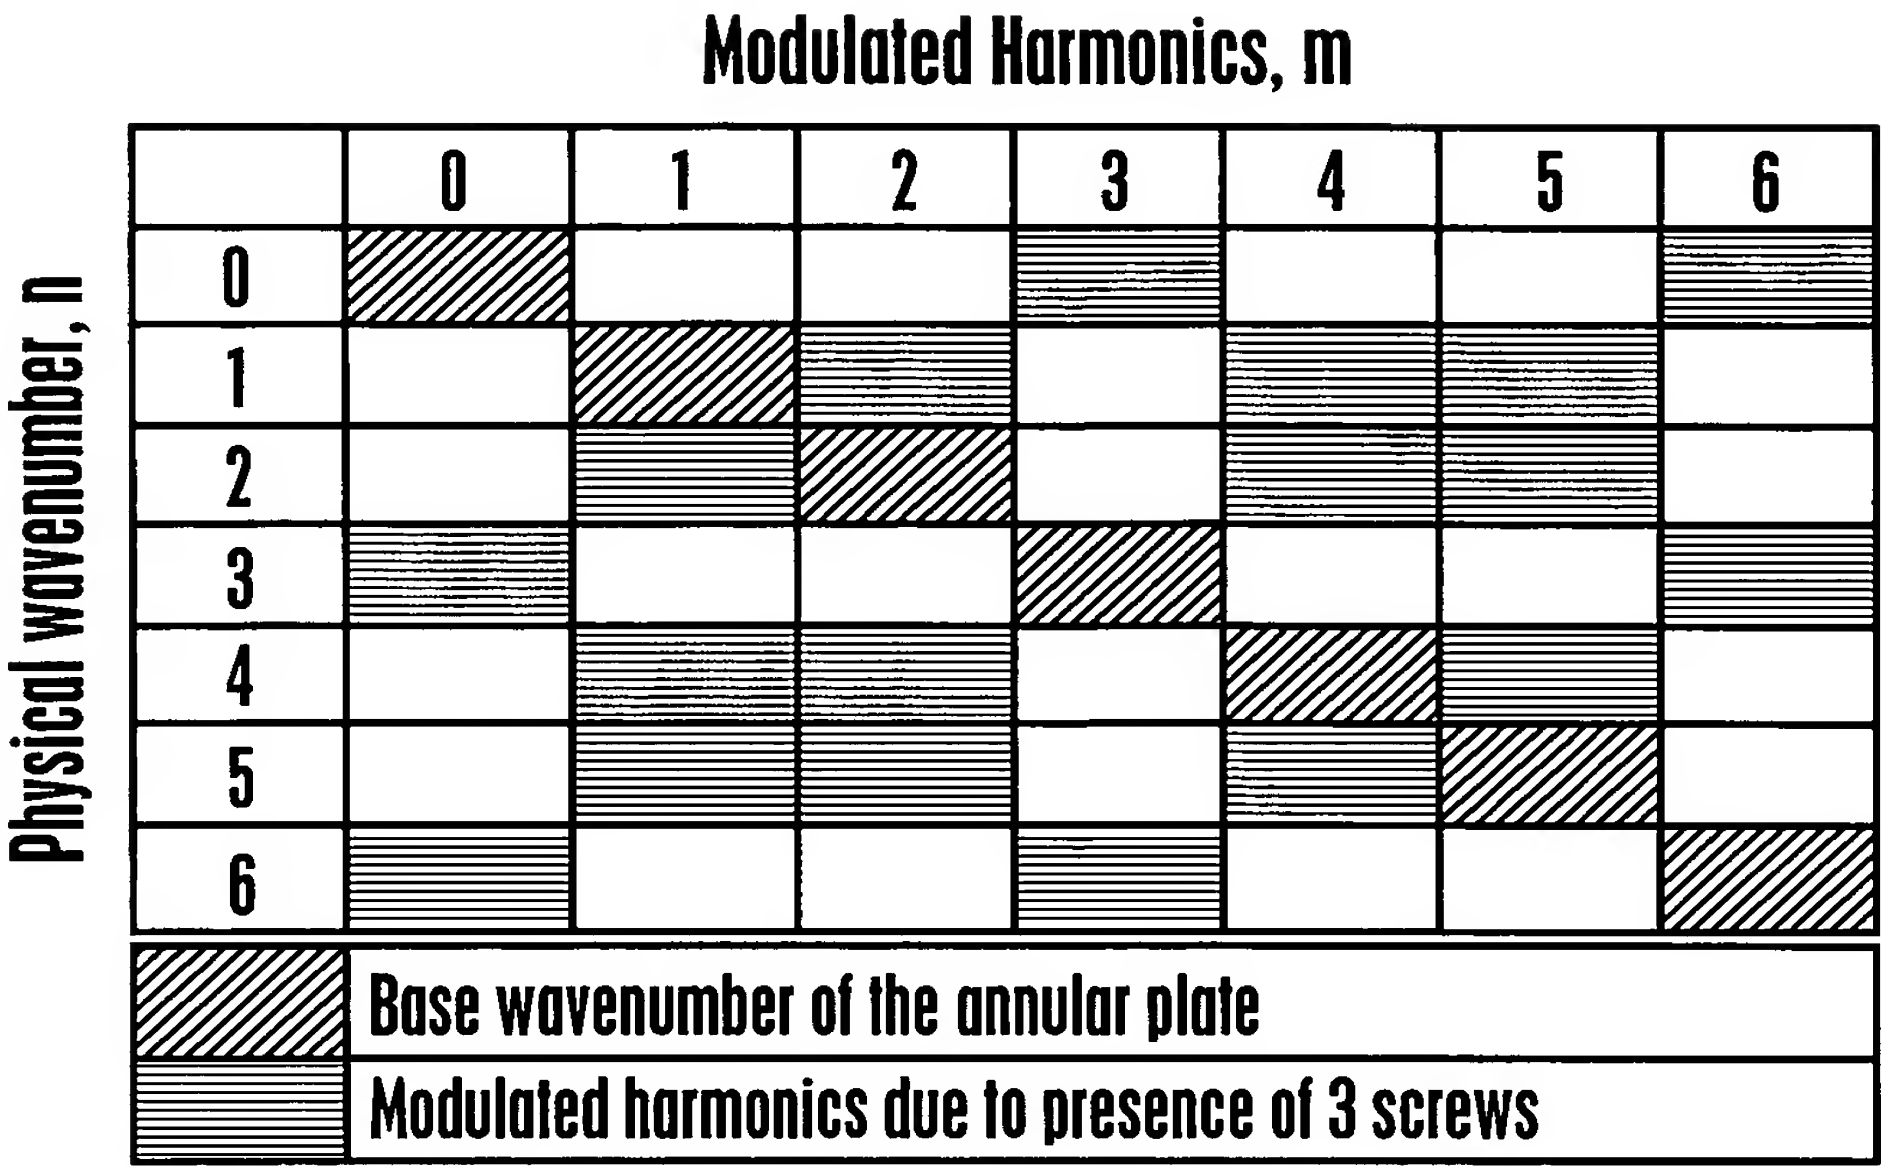 Modulated Harmonics, m
Physical wavenumber, n
0 1 2 3 4 5 6
0
1
2
3
4
5
6
Base wavenumber of the annular plate
Modulated harmonics due to presence of 3 screws